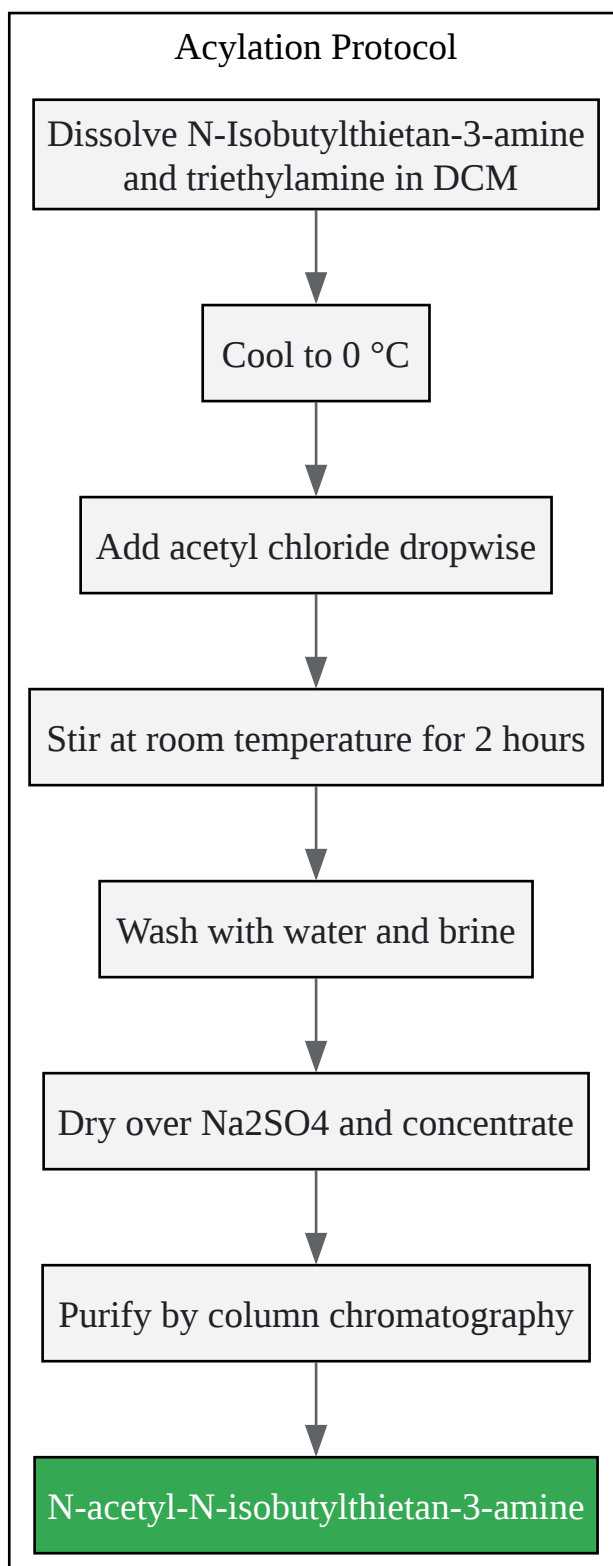 Acylation Protocol
Dissolve N-Isobutylthietan-3-amine
and triethylamine in DCM
Cool to 0 °C
Add acetyl chloride dropwise
Stir at room temperature for 2 hours
Wash with water and brine
Dry over Na2SO4 and concentrate
Purify by column chromatography
N-acetyl-N-isobutylthietan-3-amine